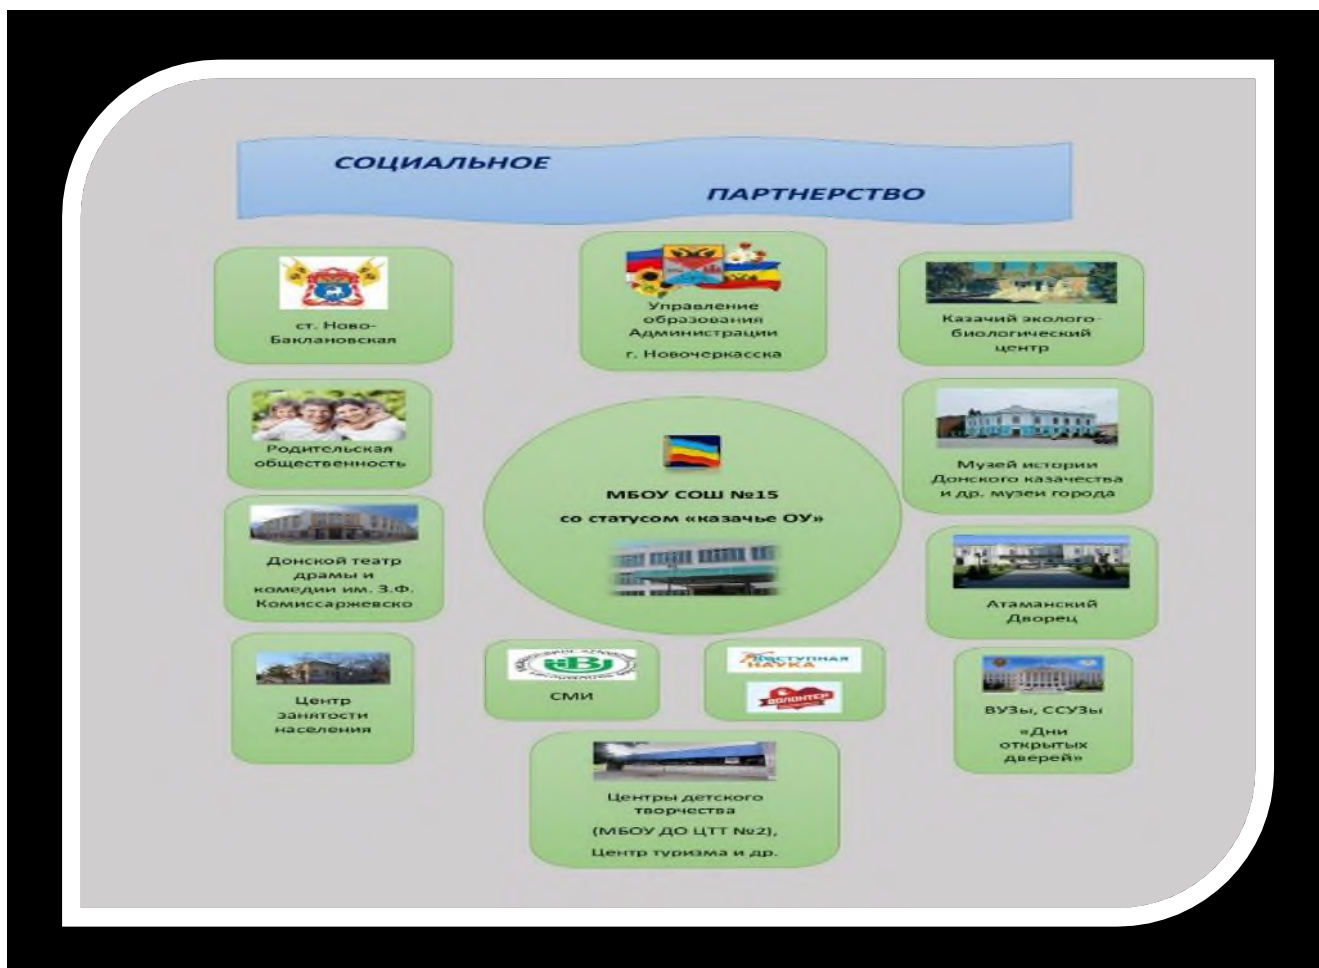 СОЦИАЛЬНОЕ
ПАРТНЕРСТВО
ст. Ново-
Баклановская
Управление
образования
Администрации
г. Новочеркасска
Казачий эколого-
биологический
центр
Родительская
общественность
МБОУ СОШ №15
со статусом «казачье ОУ»
Музей истории
Донского казачества
и др. музеи города
Донской театр
драмы и
комедии им. З.Ф.
Комиссаржевско
Атаманский
Дворец
Центр
занятости
населения
СМИ
ДОСТУПНАЯ
НАУКА
ВОЛОНТЕР
ВУЗы, ССУЗы
«Дни
открытых
дверей»
Центры детского
творчества
(МБОУ ДО ЦТТ №2),
Центр туризма и др.